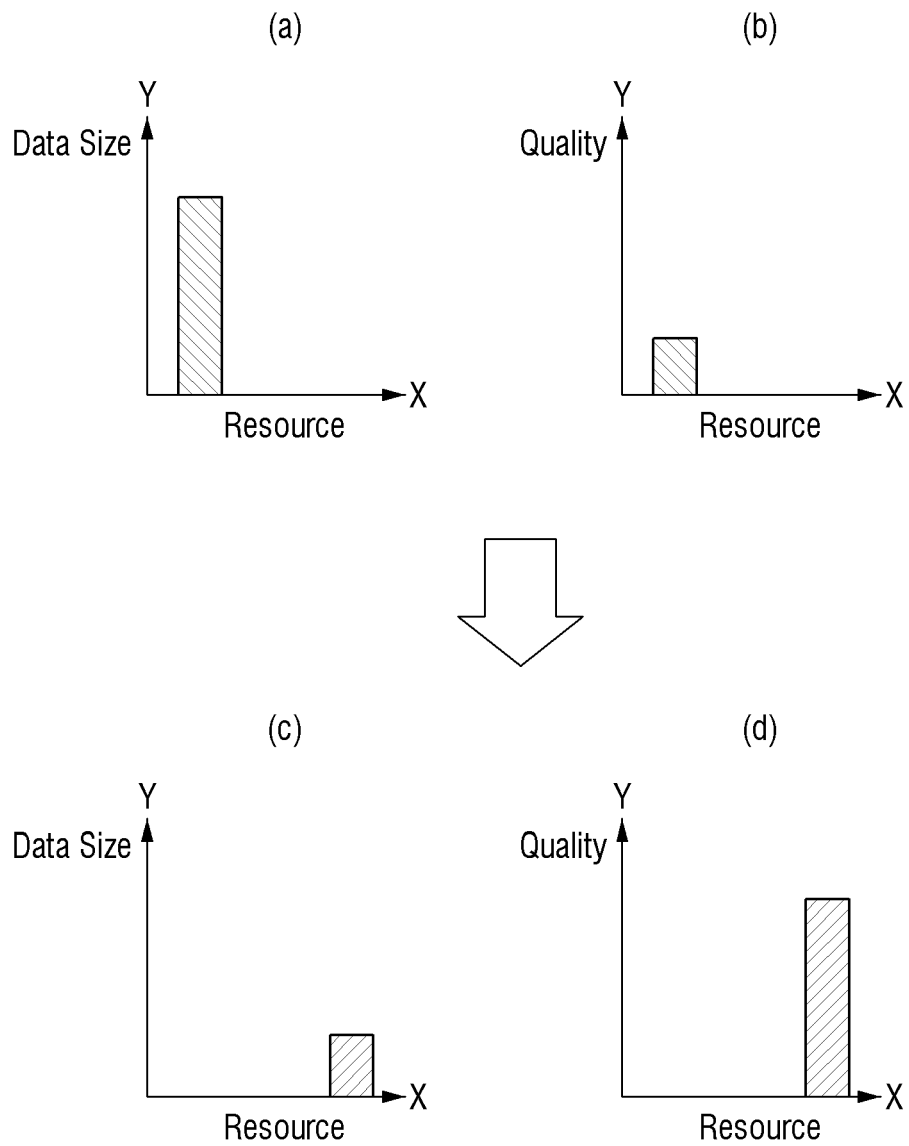 (a) (b)
Y Y
Data Size Quality
X X
Resource Resource
(c) (d)
Y Y
Data Size Quality
X X
Resource Resource